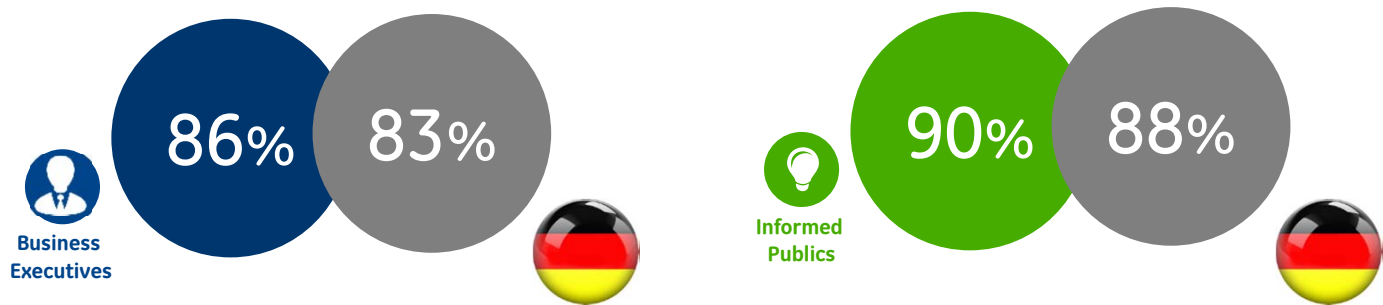 86%
83%
Business
Executives
90%
88%
Informed
Publics